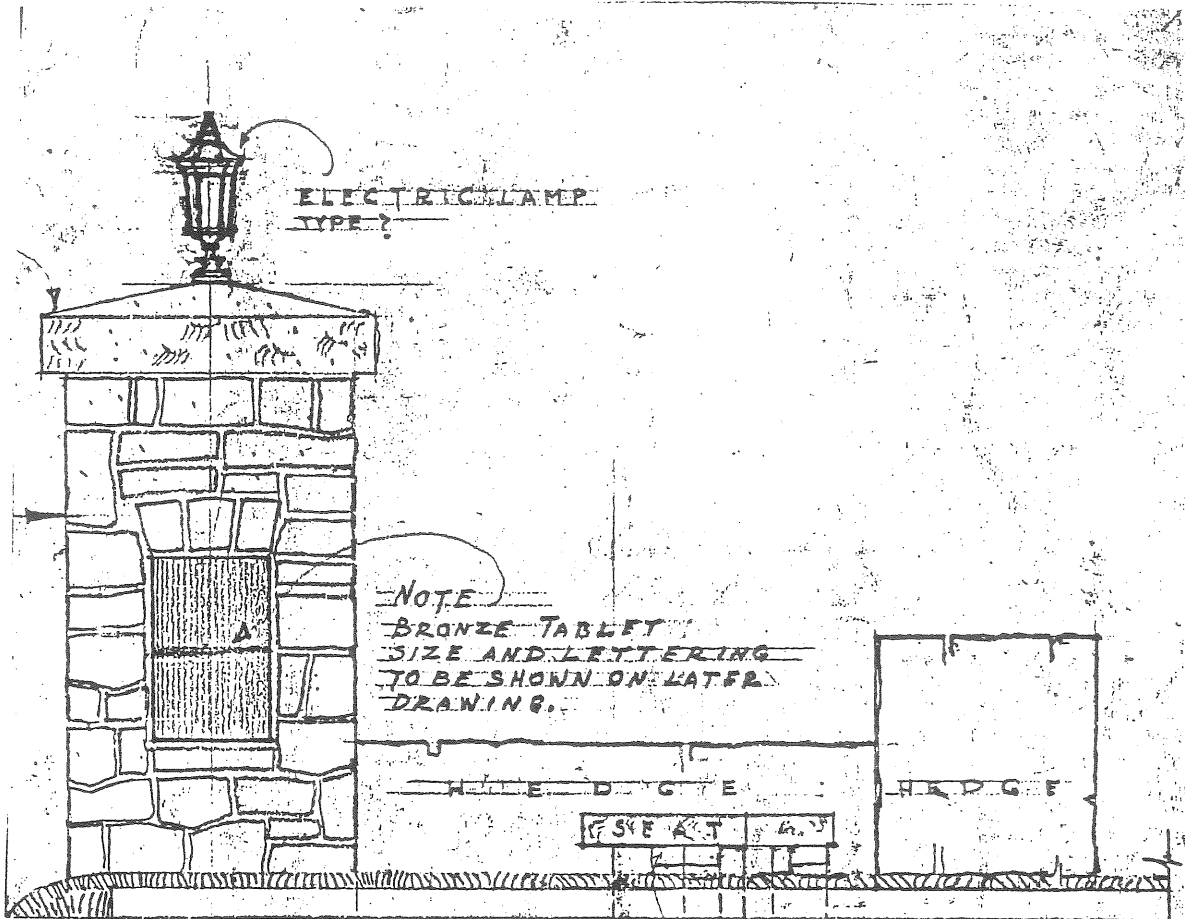 ELECTRIC LAMP
TYPE ?
NOTE
BRONZE TABLET
SIZE AND LETTERING
TO BE SHOWN ON LATER
DRAWING.
HEDGE
HEDGE
SEAT